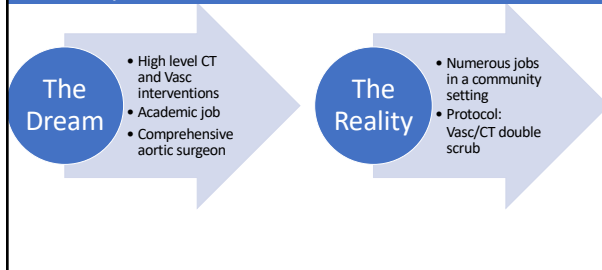 The
Dream
• High level CT
and Vasc
interventions
• Academic job
• Comprehensive
aortic surgeon
The
Reality
• Numerous jobs
in a community
setting
• Protocol:
Vasc/CT double
scrub